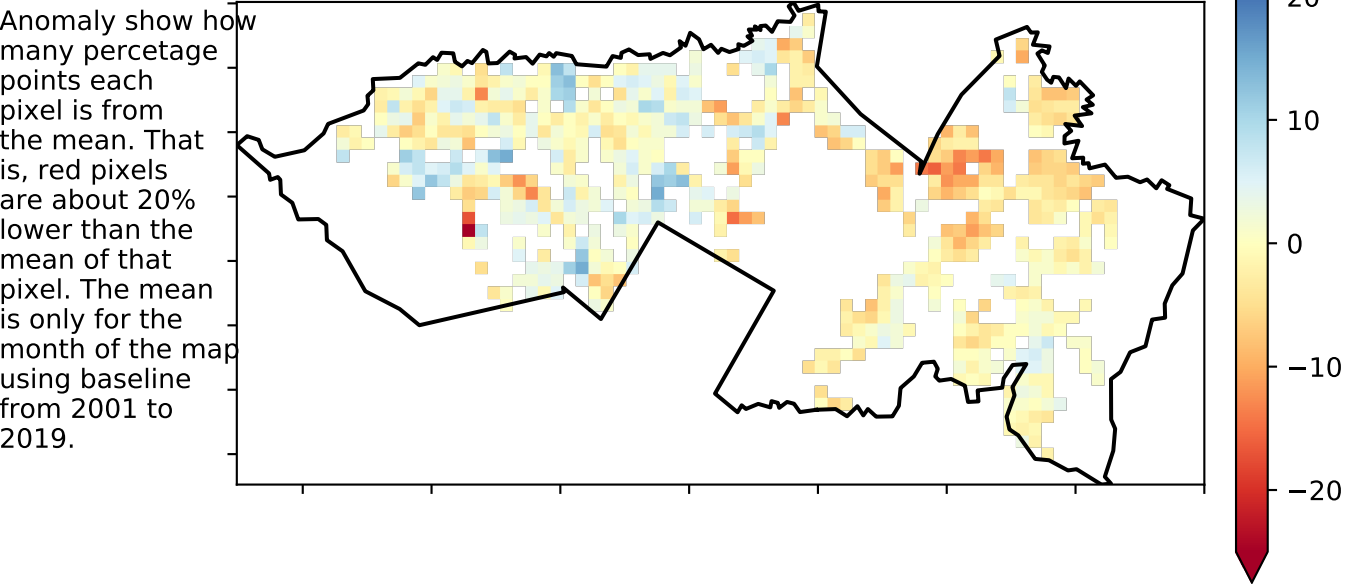 Anomaly show how
many percetage
points each
pixel is from
the mean. That
is, red pixels
are about 20%
lower than the
mean of that
pixel. The mean
is only for the
month of the map
using baseline
from 2001 to
2019.
20
10
0
−10
−20